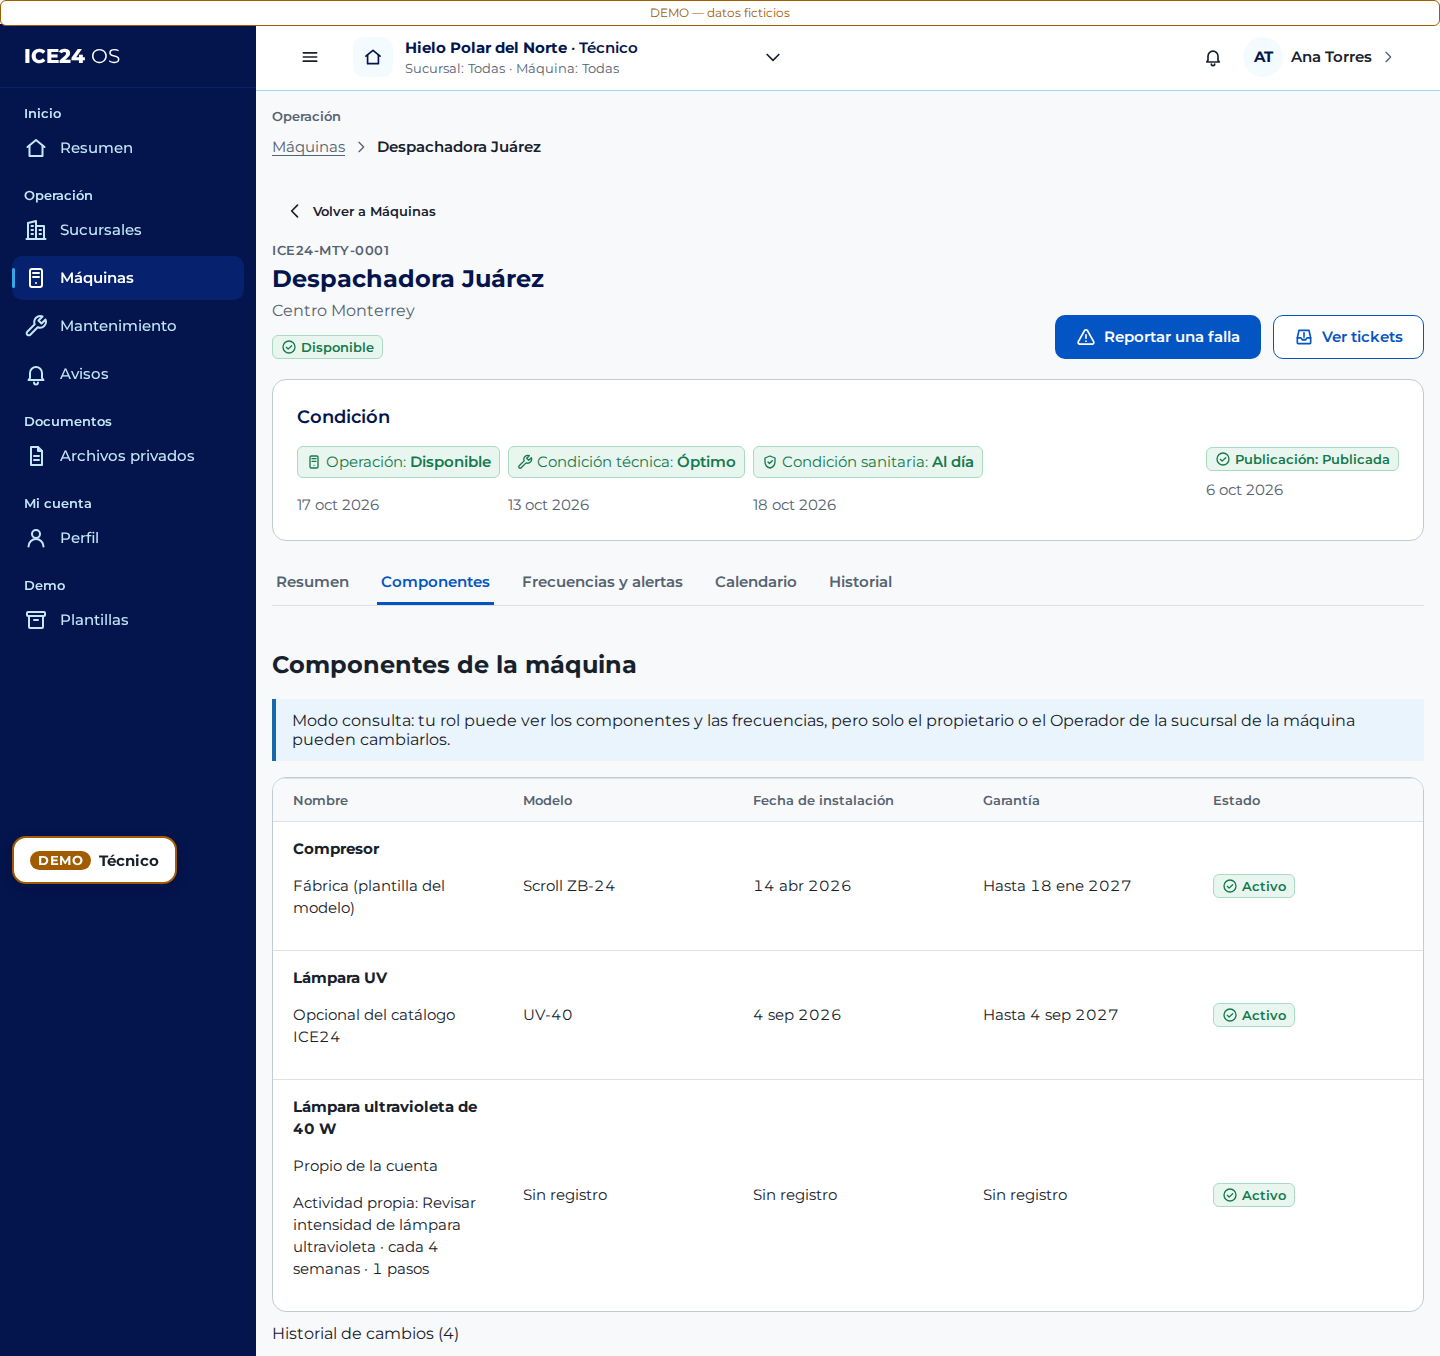 DEMO — datos ficticios
ICE24 OS
Inicio
Resumen
Operación
Sucursales
Máquinas
Mantenimiento
Avisos
Documentos
Archivos privados
Mi cuenta
Perfil
Demo
Plantillas
DEMO Técnico
Hielo Polar del Norte · Técnico
Sucursal: Todas · Máquina: Todas
AT Ana Torres
Operación
Máquinas > Despachadora Juárez
Volver a Máquinas
ICE24-MTY-0001
Despachadora Juárez
Centro Monterrey
Disponible
Reportar una falla
Ver tickets
Condición
Operación: Disponible
17 oct 2026
Condición técnica: Óptimo
13 oct 2026
Condición sanitaria: Al día
18 oct 2026
Publicación: Publicada
6 oct 2026
Resumen Componentes Frecuencias y alertas Calendario Historial
Componentes de la máquina
Modo consulta: tu rol puede ver los componentes y las frecuencias, pero solo el propietario o el Operador de la sucursal de la máquina
pueden cambiarlos.
Nombre Modelo Fecha de instalación Garantía Estado
Compresor
Fábrica (plantilla del
modelo)
Scroll ZB-24
14 abr 2026
Hasta 18 ene 2027
Activo
Lámpara UV
Opcional del catálogo
ICE24
UV-40
4 sep 2026
Hasta 4 sep 2027
Activo
Lámpara ultravioleta de
40 W
Propio de la cuenta
Actividad propia: Revisar
intensidad de lámpara
ultravioleta · cada 4
semanas · 1 pasos
Sin registro
Sin registro
Sin registro
Activo
Historial de cambios (4)